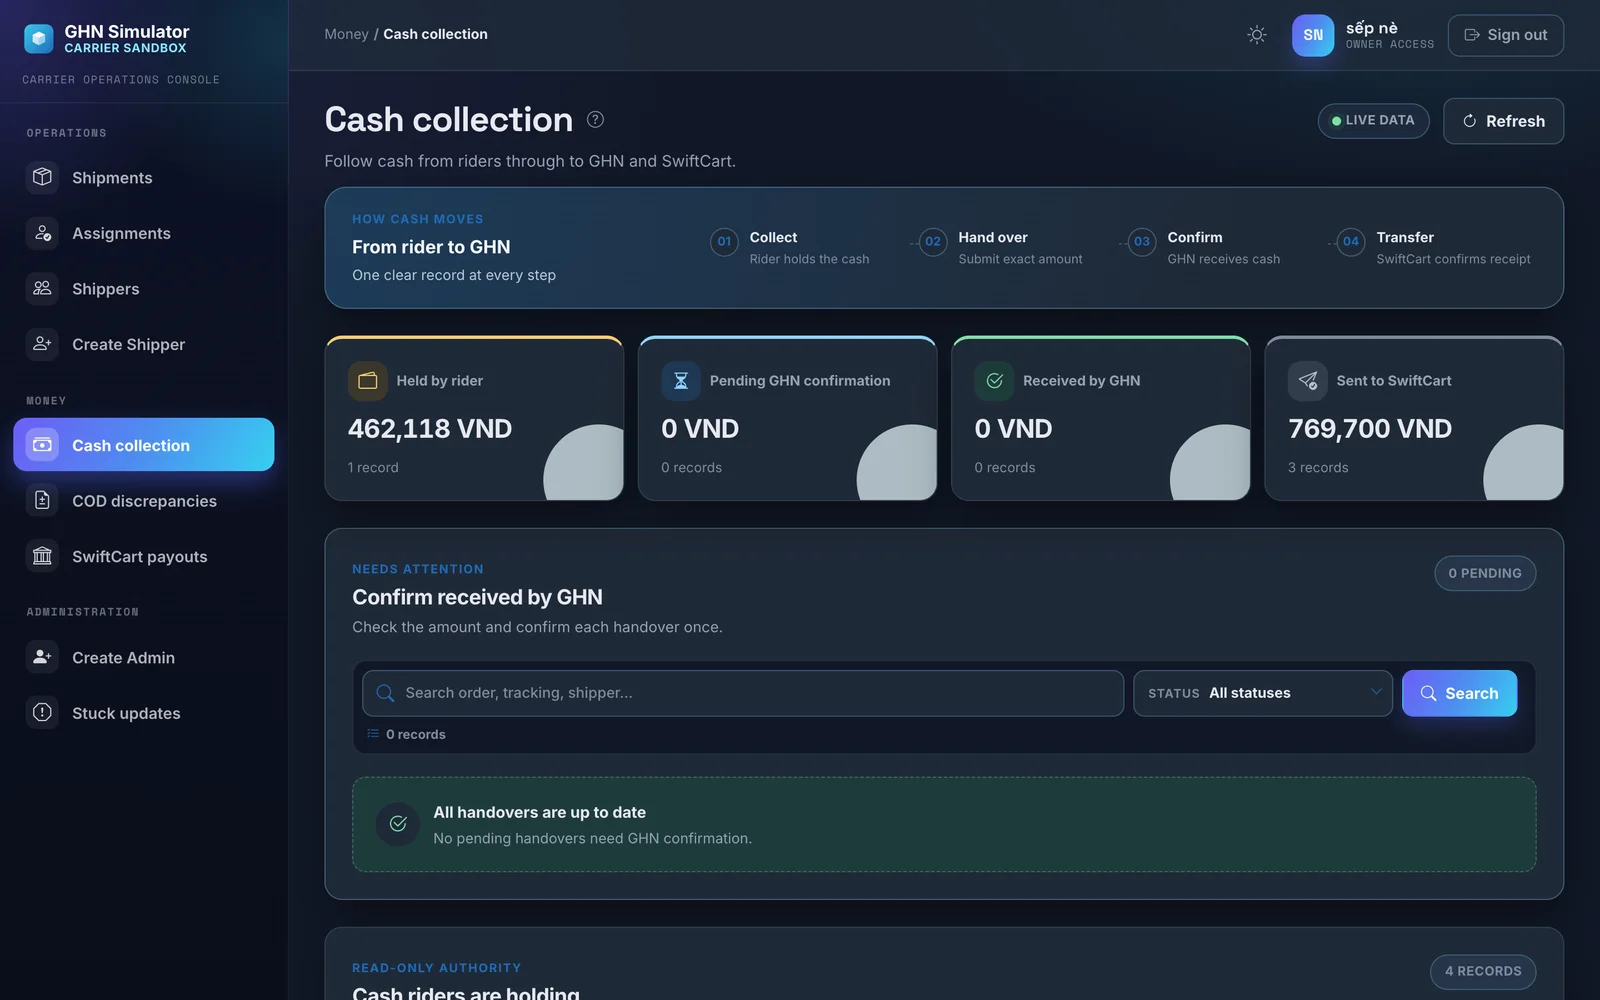 GHN Simulator
CARRIER SANDBOX
CARRIER OPERATIONS CONSOLE
OPERATIONS
Shipments
Assignments
Shippers
Create Shipper
MONEY
Cash collection
COD discrepancies
SwiftCart payouts
ADMINISTRATION
Create Admin
Stuck updates
Money / Cash collection
SN
sếp nè
OWNER ACCESS
Sign out
Cash collection ?
Follow cash from riders through to GHN and SwiftCart.
LIVE DATA
Refresh
HOW CASH MOVES
From rider to GHN
One clear record at every step
01 Collect
Rider holds the cash
02 Hand over
Submit exact amount
03 Confirm
GHN receives cash
04 Transfer
SwiftCart confirms receipt
Held by rider
462,118 VND
1 record
Pending GHN confirmation
0 VND
0 records
Received by GHN
0 VND
0 records
Sent to SwiftCart
769,700 VND
3 records
NEEDS ATTENTION
Confirm received by GHN
Check the amount and confirm each handover once.
0 PENDING
Search order, tracking, shipper...
STATUS All statuses
Search
0 records
All handovers are up to date
No pending handovers need GHN confirmation.
READ-ONLY AUTHORITY
Cash riders are holding
4 RECORDS